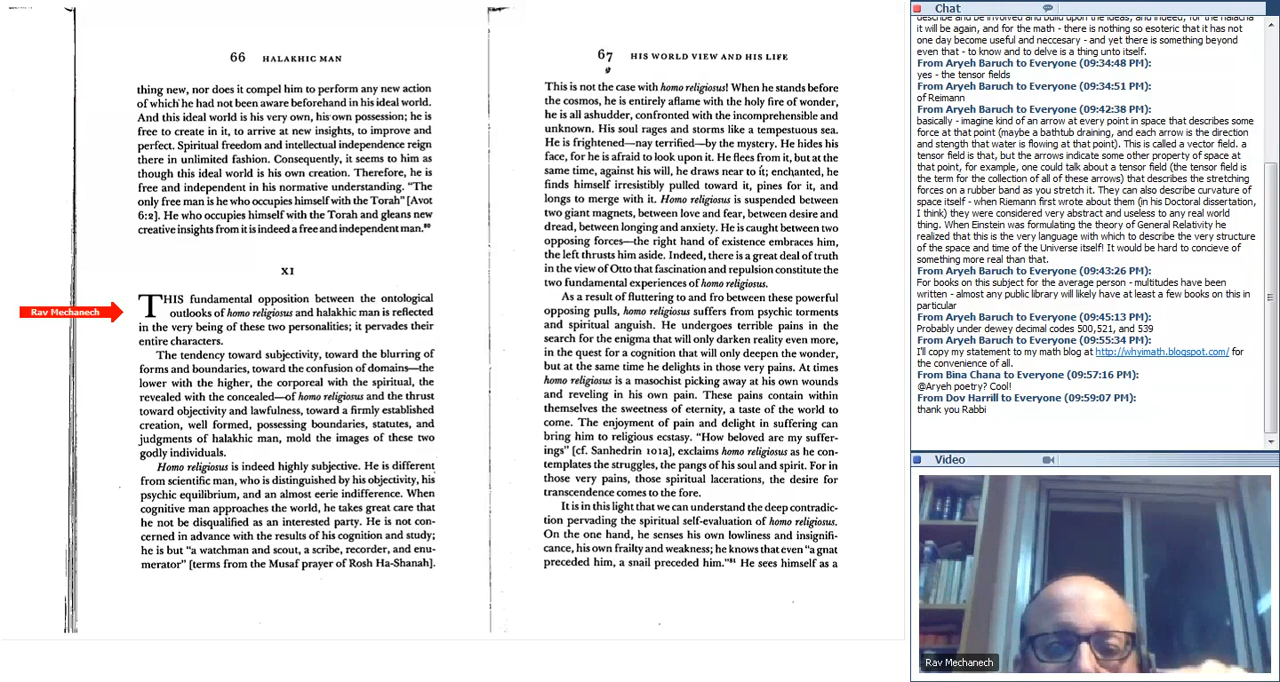 66 HALAKHIC MAN
thing new, nor does it compel him to perform any new action
of which he had not been aware beforehand in his ideal world.
And this ideal world is his very own, his own possession; he is
free to create in it, to arrive at new insights, to improve and
perfect. Spiritual freedom and intellectual independence reign
there in unlimited fashion. Consequently, it seems to him as
though this ideal world is his own creation. Therefore, he is
free and independent in his normative understanding. “The
only free man is he who occupies himself with the Torah” [Avot
6:2]. He who occupies himself with the Torah and gleans new
creative insights from it is indeed a free and independent man.⁸⁰
XI
Rav Mechanech
THIS fundamental opposition between the ontological
outlooks of homo religiosus and halakhic man is reflected
in the very being of these two personalities; it pervades their
entire characters.
The tendency toward subjectivity, toward the blurring of
forms and boundaries, toward the confusion of domains—the
lower with the higher, the corporeal with the spiritual, the
revealed with the concealed—of homo religiosus and the thrust
toward objectivity and lawfulness, toward a firmly established
creation, well formed, possessing boundaries, statutes, and
judgments of halakhic man, mold the images of these two
godly individuals.
Homo religiosus is indeed highly subjective. He is different
from scientific man, who is distinguished by his objectivity, his
psychic equilibrium, and an almost eerie indifference. When
cognitive man approaches the world, he takes great care that
he not be disqualified as an interested party. He is not con-
cerned in advance with the results of his cognition and study;
he is but “a watchman and scout, a scribe, recorder, and enu-
merator” [terms from the Musaf prayer of Rosh Ha-Shanah].
67 HIS WORLD VIEW AND HIS LIFE
This is not the case with homo religiosus! When he stands before
the cosmos, he is entirely aflame with the holy fire of wonder,
he is all ashudder, confronted with the incomprehensible and
unknown. His soul rages and storms like a tempestuous sea.
He is frightened—nay terrified—by the mystery. He hides his
face, for he is afraid to look upon it. He flees from it, but at the
same time, against his will, he draws near to it; enchanted, he
finds himself irresistibly pulled toward it, pines for it, and
longs to merge with it. Homo religiosus is suspended between
two giant magnets, between love and fear, between desire and
dread, between longing and anxiety. He is caught between two
opposing forces—the right hand of existence embraces him,
the left thrusts him aside. Indeed, there is a great deal of truth
in the view of Otto that fascination and repulsion constitute the
two fundamental experiences of homo religiosus.
As a result of fluttering to and fro between these powerful
opposing pulls, homo religiosus suffers from psychic torments
and spiritual anguish. He undergoes terrible pains in the
search for the enigma that will only darken reality even more,
in the quest for a cognition that will only deepen the wonder,
but at the same time he delights in those very pains. At times
homo religiosus is a masochist picking away at his own wounds
and reveling in his own pain. These pains contain within
themselves the sweetness of eternity, a taste of the world to
come. The enjoyment of pain and delight in suffering can
bring him to religious ecstasy. “How beloved are my suffer-
ings” [cf. Sanhedrin 101a], exclaims homo religiosus as he con-
templates the struggles, the pangs of his soul and spirit. For in
those very pains, those spiritual lacerations, the desire for
transcendence comes to the fore.
It is in this light that we can understand the deep contradic-
tion pervading the spiritual self-evaluation of homo religiosus.
On the one hand, he senses his own lowliness and insignifi-
cance, his own frailty and weakness; he knows that even “a gnat
preceded him, a snail preceded him.”⁸¹ He sees himself as a
Chat
describe and be involved and build upon the ideas, and indeed, for the halacha
it will be again, and for the math - there is nothing so esoteric that it has not
one day become useful and neccesary - and yet there is something beyond
even that - to know and to delve is a thing unto itself.
From Aryeh Baruch to Everyone (09:34:48 PM):
yes - the tensor fields
From Aryeh Baruch to Everyone (09:34:51 PM):
of Reimann
From Aryeh Baruch to Everyone (09:42:38 PM):
basically - imagine kind of an arrow at every point in space that describes some
force at that point (maybe a bathtub draining, and each arrow is the direction
and stength that water is flowing at that point). This is called a vector field. a
tensor field is that, but the arrows indicate some other property of space at
that point, for example, one could talk about a tensor field (the tensor field is
the term for the collection of all of these arrows) that describes the stretching
forces on a rubber band as you stretch it. They can also describe curvature of
space itself - when Riemann first wrote about them (in his Doctoral dissertation,
I think) they were considered very abstract and useless to any real world
thing. When Einstein was formulating the theory of General Relativity he
realized that this is the very language with which to describe the very structure
of the space and time of the Universe itself! It would be hard to concieve of
something more real than that.
From Aryeh Baruch to Everyone (09:43:26 PM):
For books on this subject for the average person - multitudes have been
written - almost any public library will likely have at least a few books on this in
particular
From Aryeh Baruch to Everyone (09:45:13 PM):
Probably under dewey decimal codes 500,521, and 539
From Aryeh Baruch to Everyone (09:55:34 PM):
I'll copy my statement to my math blog at http://whyimath.blogspot.com/ for
the convenience of all.
From Bina Chana to Everyone (09:57:16 PM):
@Aryeh poetry? Cool!
From Dov Harrill to Everyone (09:59:07 PM):
thank you Rabbi
Video
Rav Mechanech